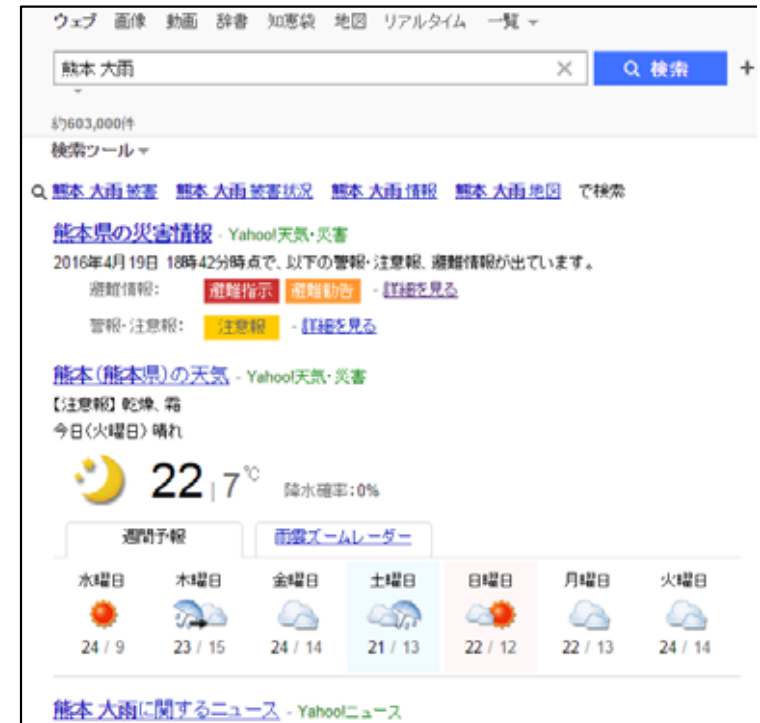 ウェブ 画像 動画 辞書 知恵袋 地図 リアルタイム 一覧
熊本 大雨 検索
約603,000件
検索ツール
熊本 大雨 被害 熊本 大雨 被害状況 熊本 大雨 情報 熊本 大雨 地図 で検索
熊本県の災害情報 - Yahoo!天気・災害
2016年4月19日 18時42分時点で、以下の警報・注意報、避難情報が出ています。
避難情報： 避難指示 避難勧告 - 詳細を見る
警報・注意報： 注意報 - 詳細を見る
熊本(熊本県)の天気 - Yahoo!天気・災害
【注意報】 乾燥、霜
今日(火曜日) 晴れ
22 | 7℃ 降水確率：0%
週間予報 雨雲ズームレーダー
水曜日 木曜日 金曜日 土曜日 日曜日 月曜日 火曜日
24 / 9 23 / 15 24 / 14 21 / 13 22 / 12 22 / 13 24 / 14
熊本 大雨に関するニュース - Yahoo!ニュース